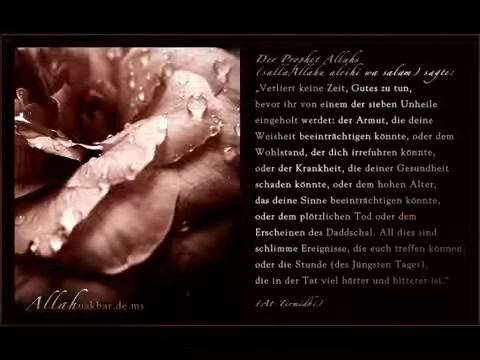 Der Prophet Allahs
(sallaAllahu aleihi wa salam) sagte:
„Verliert keine Zeit, Gutes zu tun,
bevor ihr von einem der sieben Unheile
eingeholt werdet: der Armut, die deine
Weisheit beeinträchtigen könnte, oder dem
Wohlstand, der dich irrefuhren könnte,
oder der Krankheit, die deiner Gesundheit
schaden könnte, oder dem hohen Alter,
das deine Sinne beeinträchtigen könnte,
oder dem plötzlichen Tod oder dem
Erscheinen des Daddschal. All dies sind
schlimme Ereignisse, die euch treffen können,
oder die Stunde (des Jüngsten Tages),
die in der Tat viel härter und bitterer ist.“
(At-Tirmidhi)
Allahuakbar.de.ms